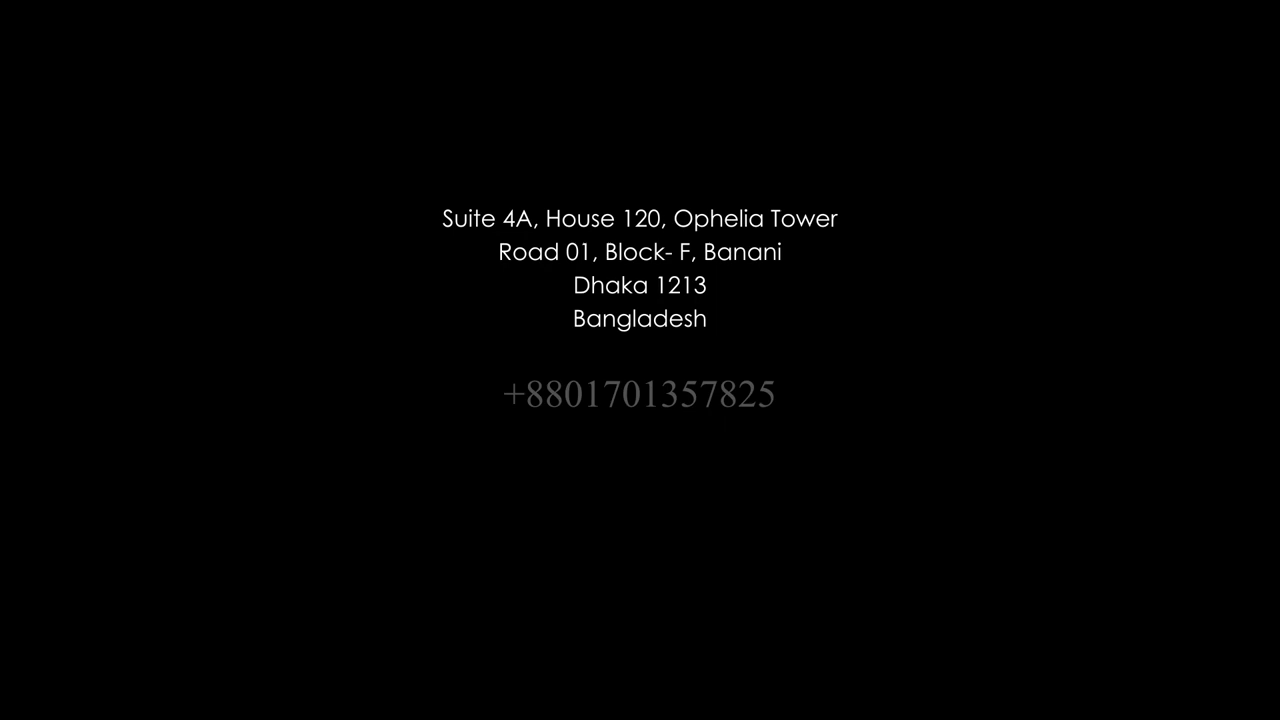 Suite 4A, House 120, Ophelia Tower
Road 01, Block- F, Banani
Dhaka 1213
Bangladesh
+8801701357825